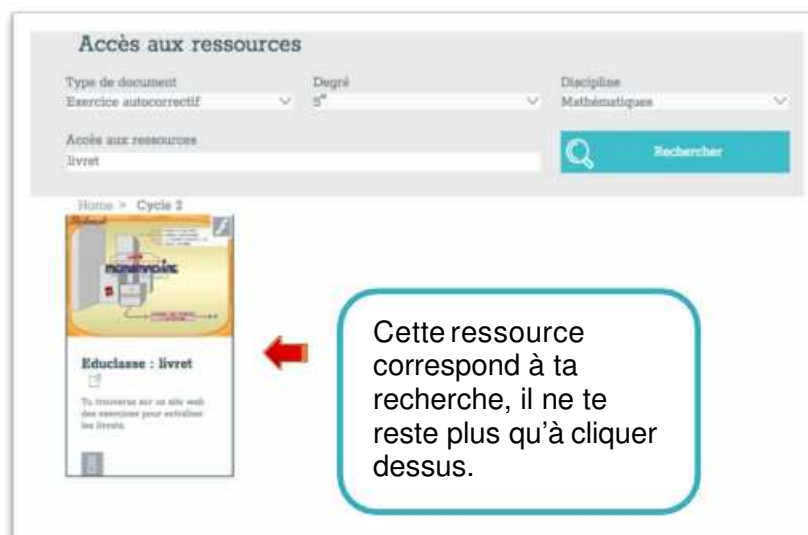 Accès aux ressources
Type de document
Degré
Discipline
Exercice autocorrectif
5e
Mathématiques
Accès aux ressources
livret
Rechercher
Home > Cycle 2
Educlasse : livret
Tu trouveras sur ce site web
des exercices pour entraîner
les livrets.
Cette ressource
correspond à ta
recherche, il ne te
reste plus qu'à cliquer
dessus.